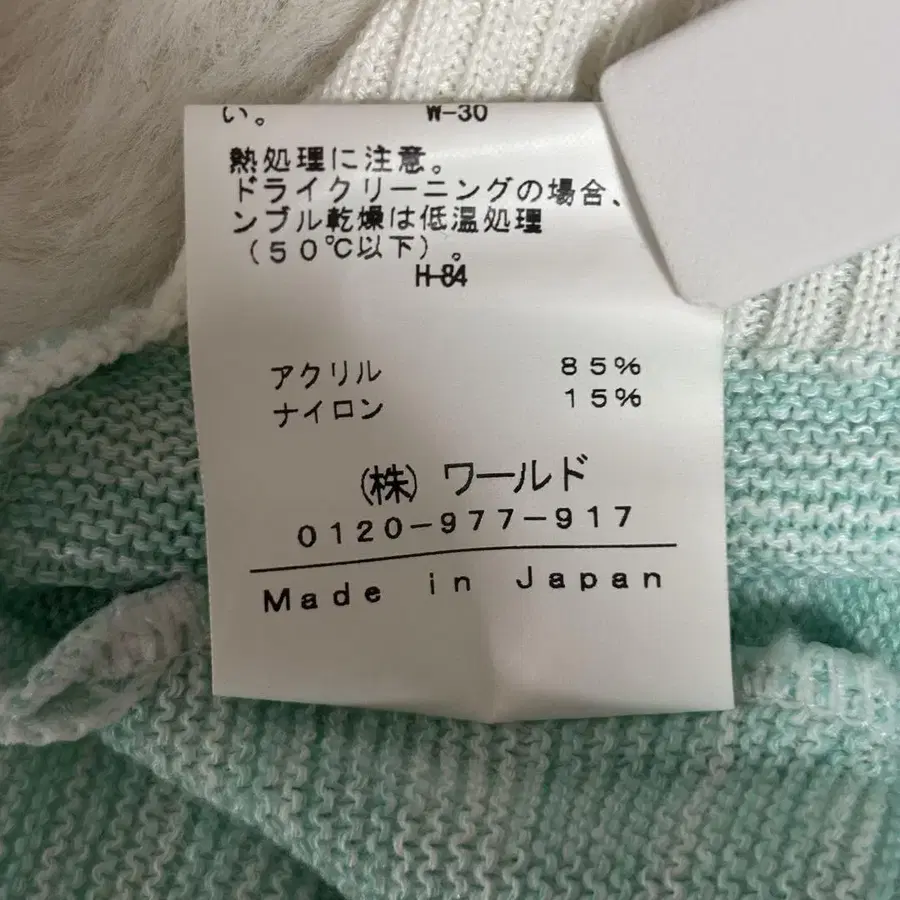 い。 W-30
熱処理に注意。
ドライクリーニングの場合、
ンブル乾燥は低温処理
（50℃以下）。
H-84
アクリル 85%
ナイロン 15%
(株) ワールド
0120-977-917
Made in Japan